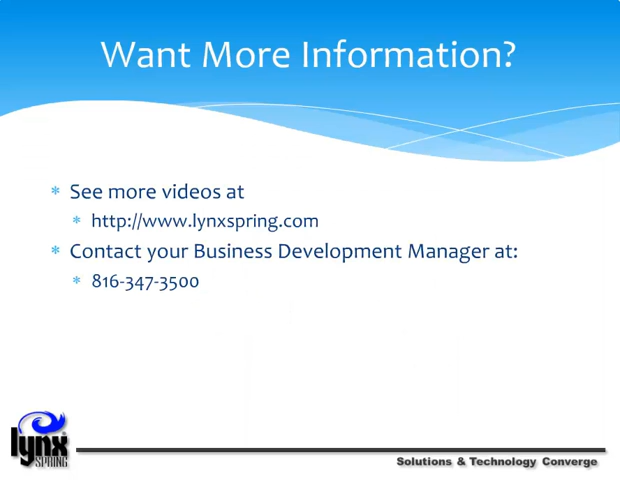 Want More Information?
* See more videos at
* http://www.lynxspring.com
* Contact your Business Development Manager at:
* 816-347-3500
lynx
SPRING
Solutions & Technology Converge